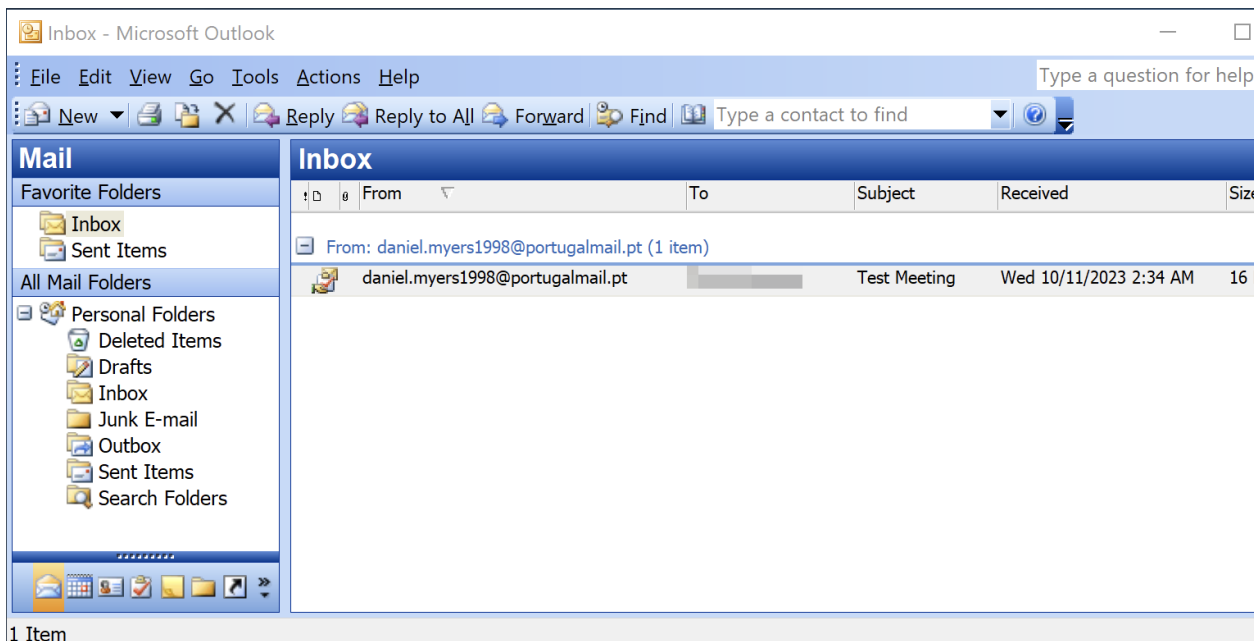 Inbox - Microsoft Outlook
File Edit View Go Tools Actions Help Type a question for help
New Reply Reply to All Forward Find Type a contact to find
Mail Inbox
Favorite Folders ! From To Subject Received Size
Inbox
Sent Items From: daniel.myers1998@portugalmail.pt (1 item)
All Mail Folders daniel.myers1998@portugalmail.pt Test Meeting Wed 10/11/2023 2:34 AM 16
Personal Folders
Deleted Items
Drafts
Inbox
Junk E-mail
Outbox
Sent Items
Search Folders
1 Item